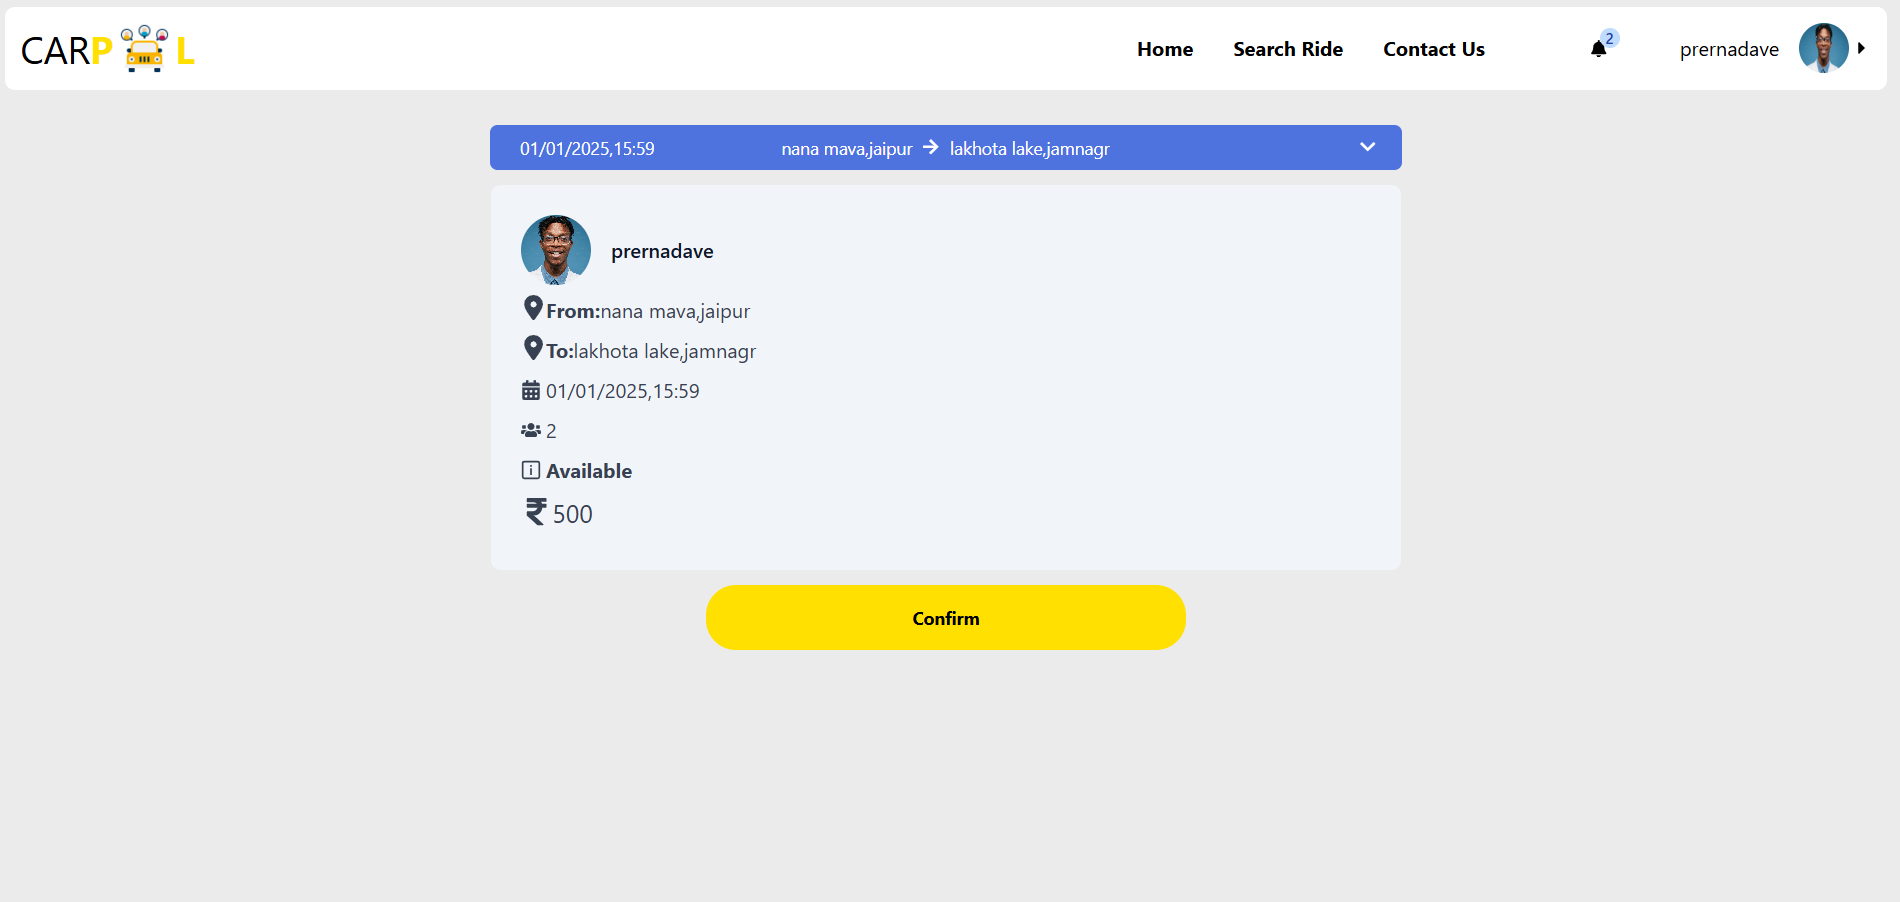 CARP L
Home Search Ride Contact Us 2 prernadave
01/01/2025,15:59 nana mava,jaipur → lakhota lake,jamnagr
prernadave
From:nana mava,jaipur
To:lakhota lake,jamnagr
01/01/2025,15:59
2
Available
₹ 500
Confirm